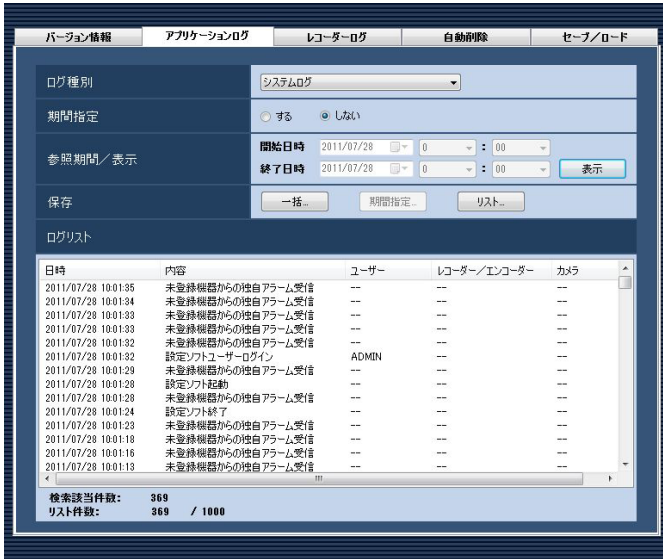 バージョン情報 アプリケーションログ レコーダーログ 自動削除 セーブ／ロード
ログ種別 システムログ
期間指定 する しない
参照期間／表示 開始日時 2011/07/28 0 : 00
終了日時 2011/07/28 0 : 00 表示
保存 一括... 期間指定... リスト...
ログリスト
日時 内容 ユーザー レコーダー／エンコーダー カメラ
2011/07/28 10:01:35 未登録機器からの独自アラーム受信 -- -- --
2011/07/28 10:01:34 未登録機器からの独自アラーム受信 -- -- --
2011/07/28 10:01:33 未登録機器からの独自アラーム受信 -- -- --
2011/07/28 10:01:33 未登録機器からの独自アラーム受信 -- -- --
2011/07/28 10:01:32 未登録機器からの独自アラーム受信 -- -- --
2011/07/28 10:01:32 設定ソフトユーザーログイン ADMIN -- --
2011/07/28 10:01:29 未登録機器からの独自アラーム受信 -- -- --
2011/07/28 10:01:28 設定ソフト起動 -- -- --
2011/07/28 10:01:28 未登録機器からの独自アラーム受信 -- -- --
2011/07/28 10:01:24 設定ソフト終了 -- -- --
2011/07/28 10:01:23 未登録機器からの独自アラーム受信 -- -- --
2011/07/28 10:01:18 未登録機器からの独自アラーム受信 -- -- --
2011/07/28 10:01:16 未登録機器からの独自アラーム受信 -- -- --
2011/07/28 10:01:13 未登録機器からの独自アラーム受信 -- -- --
検索該当件数: 369
リスト件数: 369 / 1000